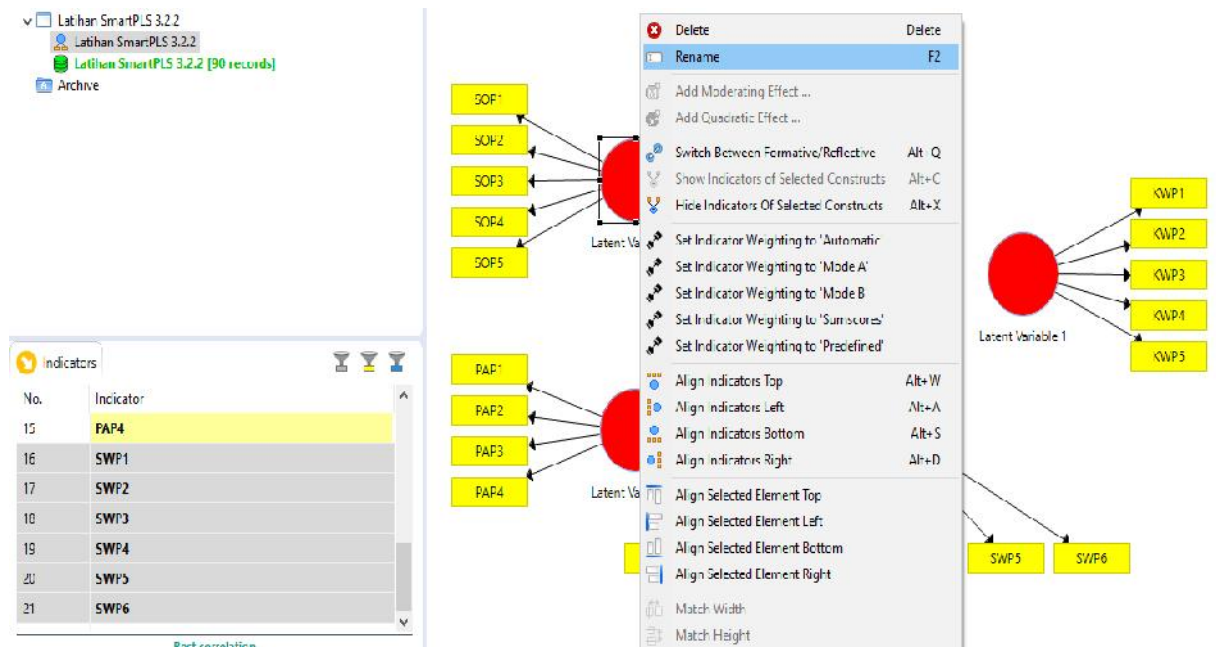 Latihan SmartPLS 3.2.2
Latihan SmartPLS 3.2.2
Latihan SmartPLS 3.2.2 [90 records]
Archive
Indicators
No. Indicator
15 PAP4
16 SWP1
17 SWP2
18 SWP3
19 SWP4
20 SWP5
21 SWP6
SOP1
SOP2
SOP3
SOP4
SOP5
Latent Va
PAP1
PAP2
PAP3
PAP4
Latent Va
Delete Delete
Rename F2
Add Moderating Effect ...
Add Quadratic Effect ...
Switch Between Formative/Reflective Alt+Q
Show Indicators of Selected Constructs Alt+C
Hide Indicators Of Selected Constructs Alt+X
Set Indicator Weighting to 'Automatic'
Set Indicator Weighting to 'Mode A'
Set Indicator Weighting to 'Mode B'
Set Indicator Weighting to 'Sumscores'
Set Indicator Weighting to 'Predefined'
Align Indicators Top Alt+W
Align Indicators Left Alt+A
Align Indicators Bottom Alt+S
Align Indicators Right Alt+D
Align Selected Element Top
Align Selected Element Left
Align Selected Element Bottom
Align Selected Element Right
Match Width
Match Height
KWP1
KWP2
KWP3
KWP4
KWP5
Latent Variable 1
SWP5
SWP6